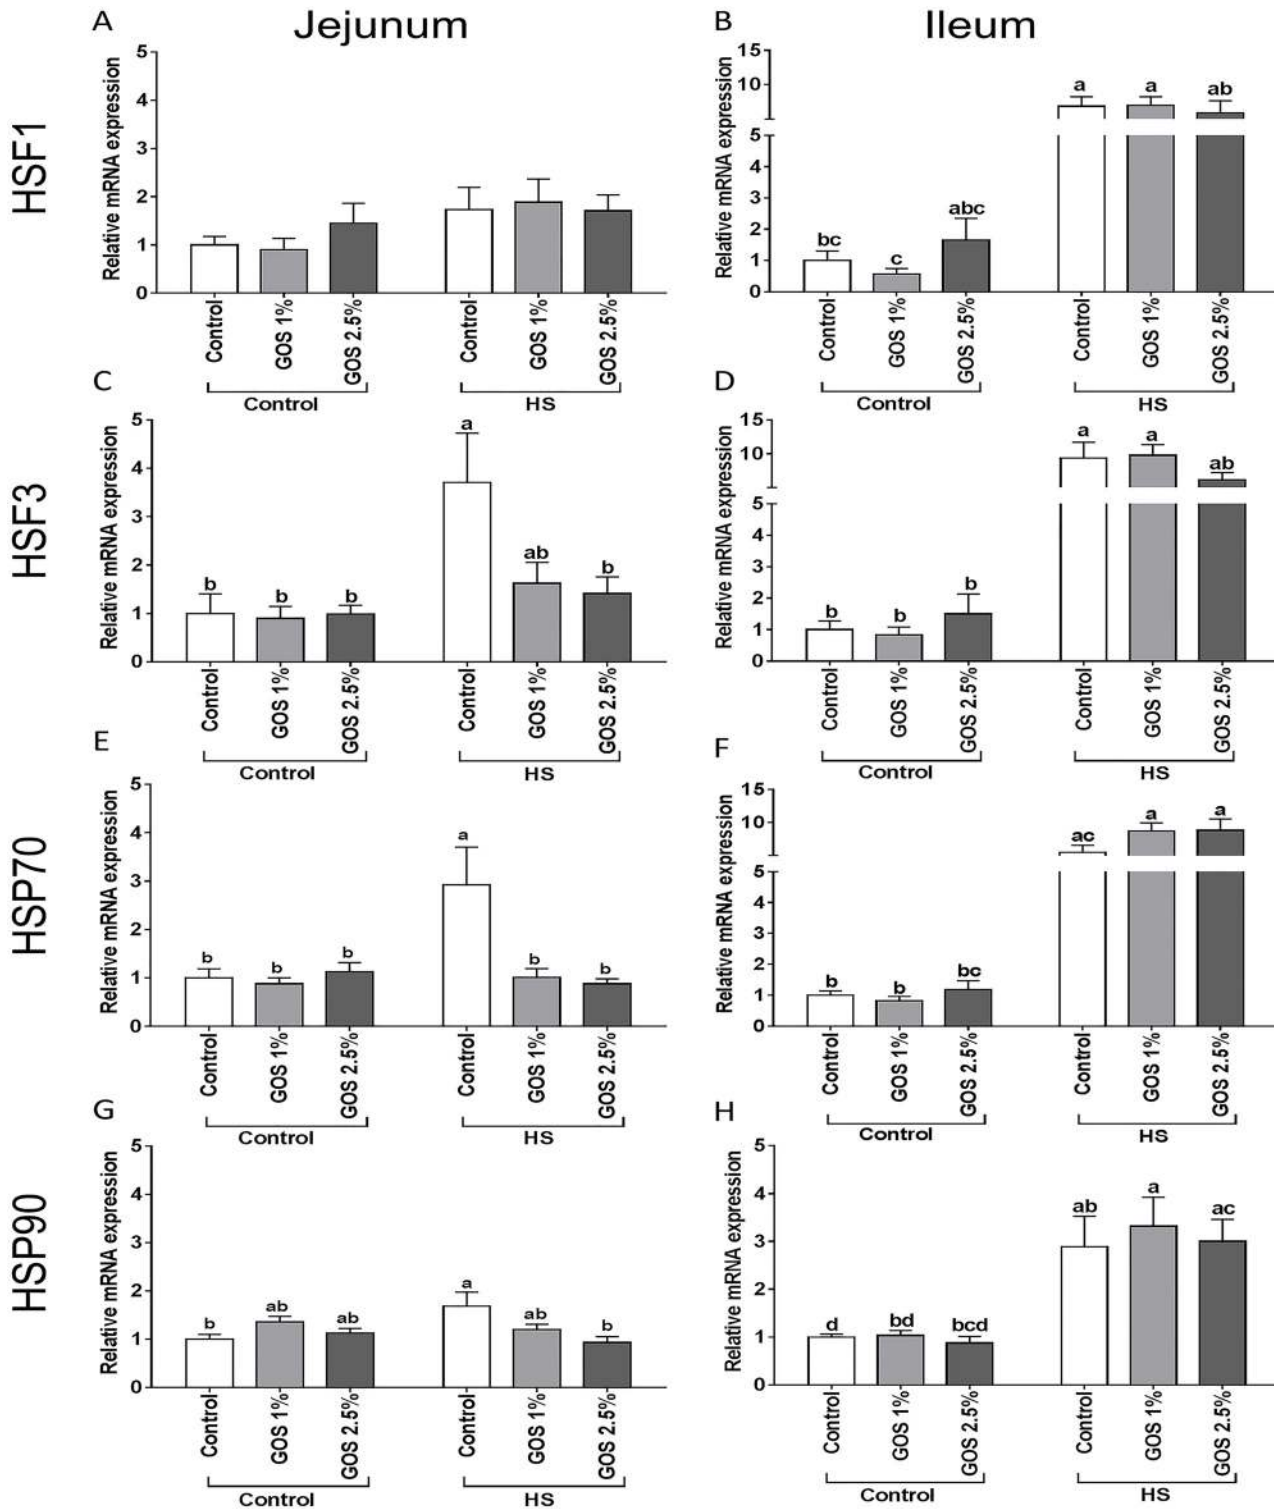 A Jejunum B Ileum
HSF1
Relative mRNA expression
5
4
3
2
1
0
Control
GOS 1%
GOS 2.5%
Control
GOS 1%
GOS 2.5%
Control
HS
Relative mRNA expression
15
10
5
4
3
2
1
0
bc
c
abc
a
a
ab
Control
GOS 1%
GOS 2.5%
Control
GOS 1%
GOS 2.5%
Control
HS
HSF3
C
Relative mRNA expression
5
4
3
2
1
0
b
b
b
a
ab
b
Control
GOS 1%
GOS 2.5%
Control
GOS 1%
GOS 2.5%
Control
HS
D
Relative mRNA expression
15
10
5
4
3
2
1
0
b
b
b
a
a
ab
Control
GOS 1%
GOS 2.5%
Control
GOS 1%
GOS 2.5%
Control
HS
HSP70
E
Relative mRNA expression
5
4
3
2
1
0
b
b
b
a
b
b
Control
GOS 1%
GOS 2.5%
Control
GOS 1%
GOS 2.5%
Control
HS
F
Relative mRNA expression
15
10
5
4
3
2
1
0
b
b
bc
ac
a
a
Control
GOS 1%
GOS 2.5%
Control
GOS 1%
GOS 2.5%
Control
HS
HSP90
G
Relative mRNA expression
5
4
3
2
1
0
b
ab
ab
a
ab
b
Control
GOS 1%
GOS 2.5%
Control
GOS 1%
GOS 2.5%
Control
HS
H
Relative mRNA expression
5
4
3
2
1
0
d
bd
bcd
ab
a
ac
Control
GOS 1%
GOS 2.5%
Control
GOS 1%
GOS 2.5%
Control
HS